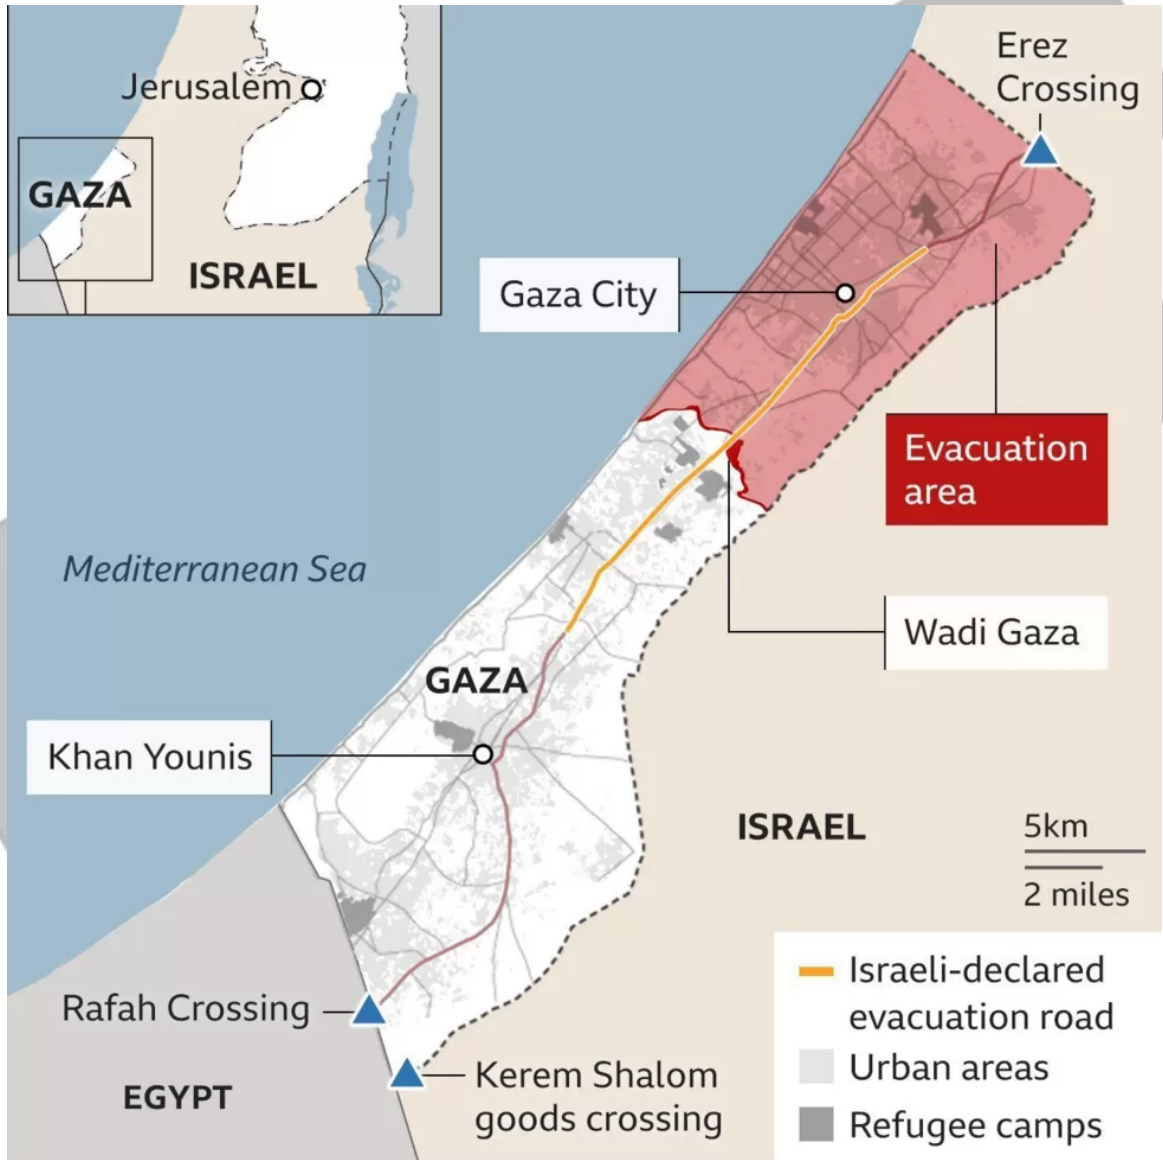 Jerusalem
GAZA
ISRAEL
Erez
Crossing
Gaza City
Evacuation
area
Mediterranean Sea
Wadi Gaza
GAZA
Khan Younis
ISRAEL
5km
2 miles
Rafah Crossing
EGYPT
Kerem Shalom
goods crossing
Israeli-declared
evacuation road
Urban areas
Refugee camps